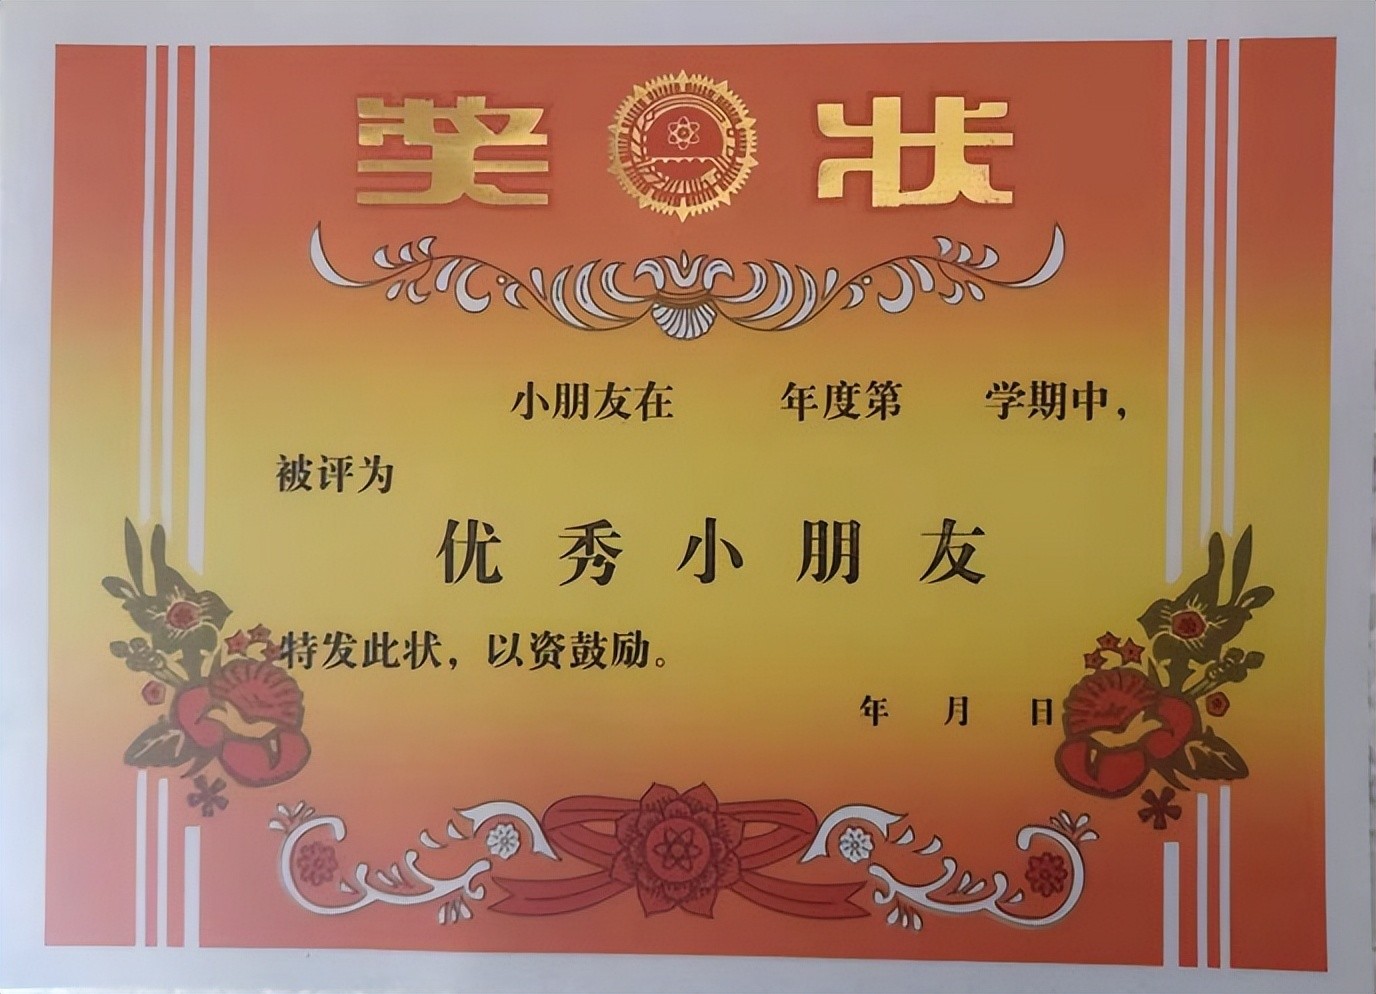 奖 状
小朋友在 年度第 学期中，
被评为
优秀小朋友
特发此状，以资鼓励。
年 月 日